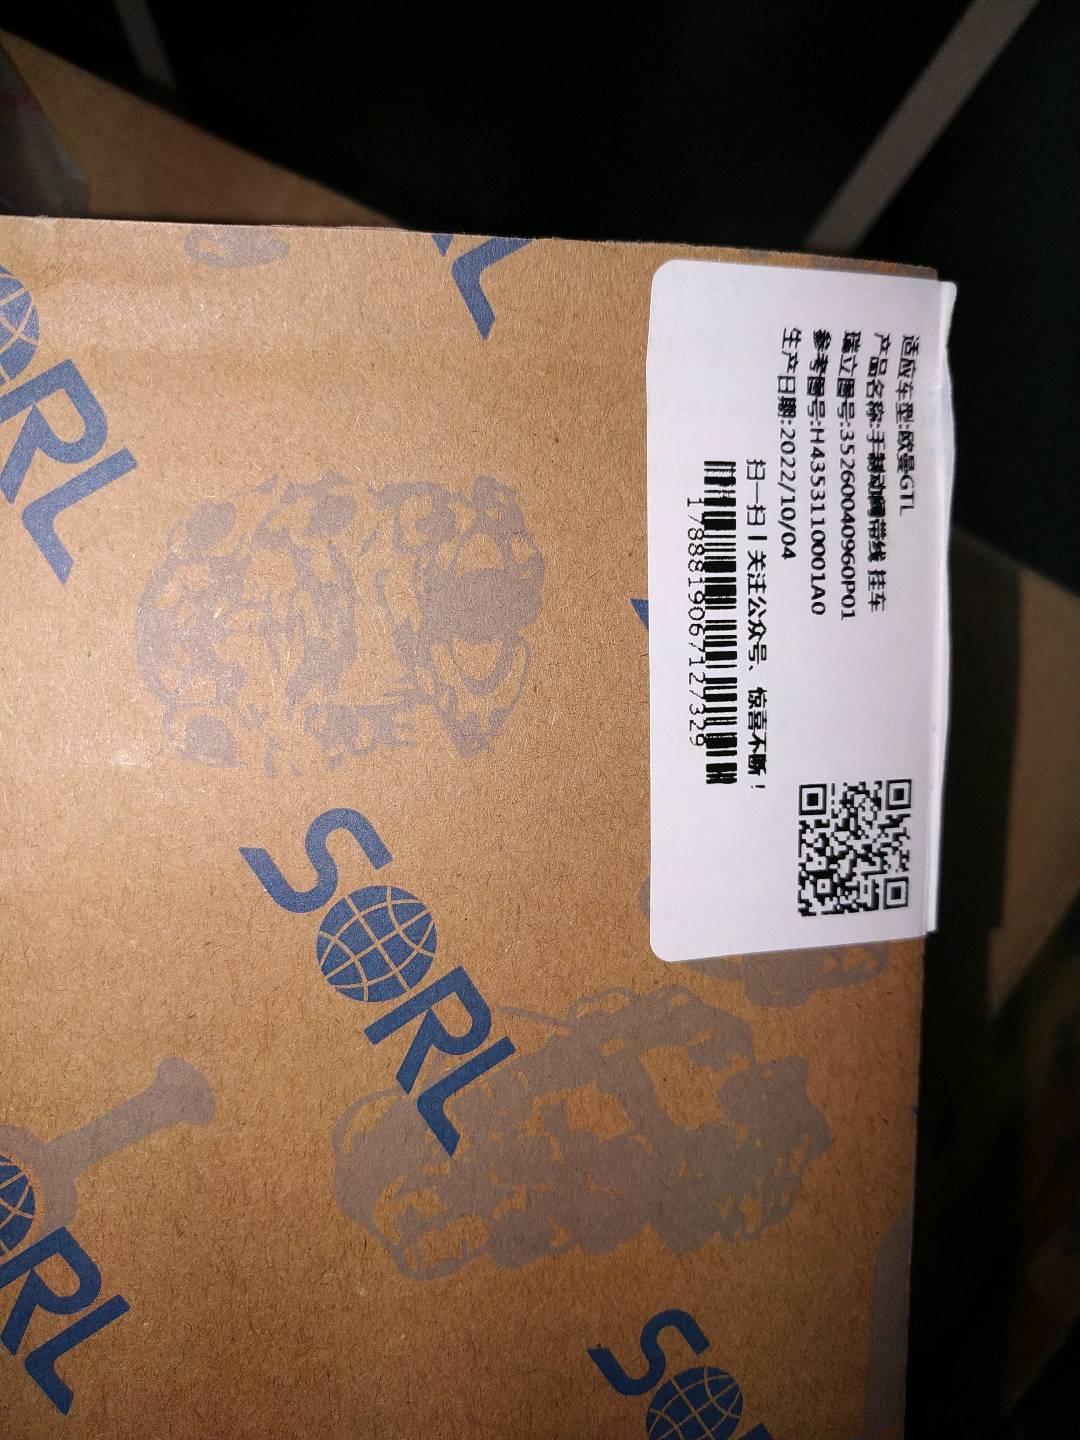 适应车型:欧曼GTL
产品名称:手制动阀带线 挂车
瑞立图号:35260040960P01
参考图号:H4353110001A0
生产日期:2022/10/04
扫一扫丨关注公众号、惊喜不断！
1788819067127329
SORL
SORL
SORL
SORL